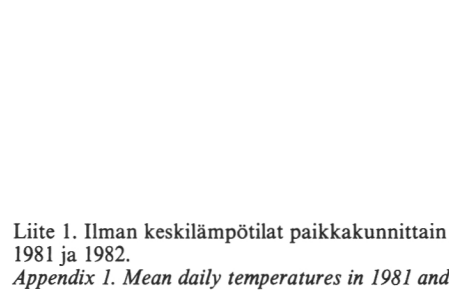 Liite 1. Ilman keskilämpötilat paikkakunnittain
1981 ja 1982.
Appendix 1. Mean daily temperatures in 1981 and